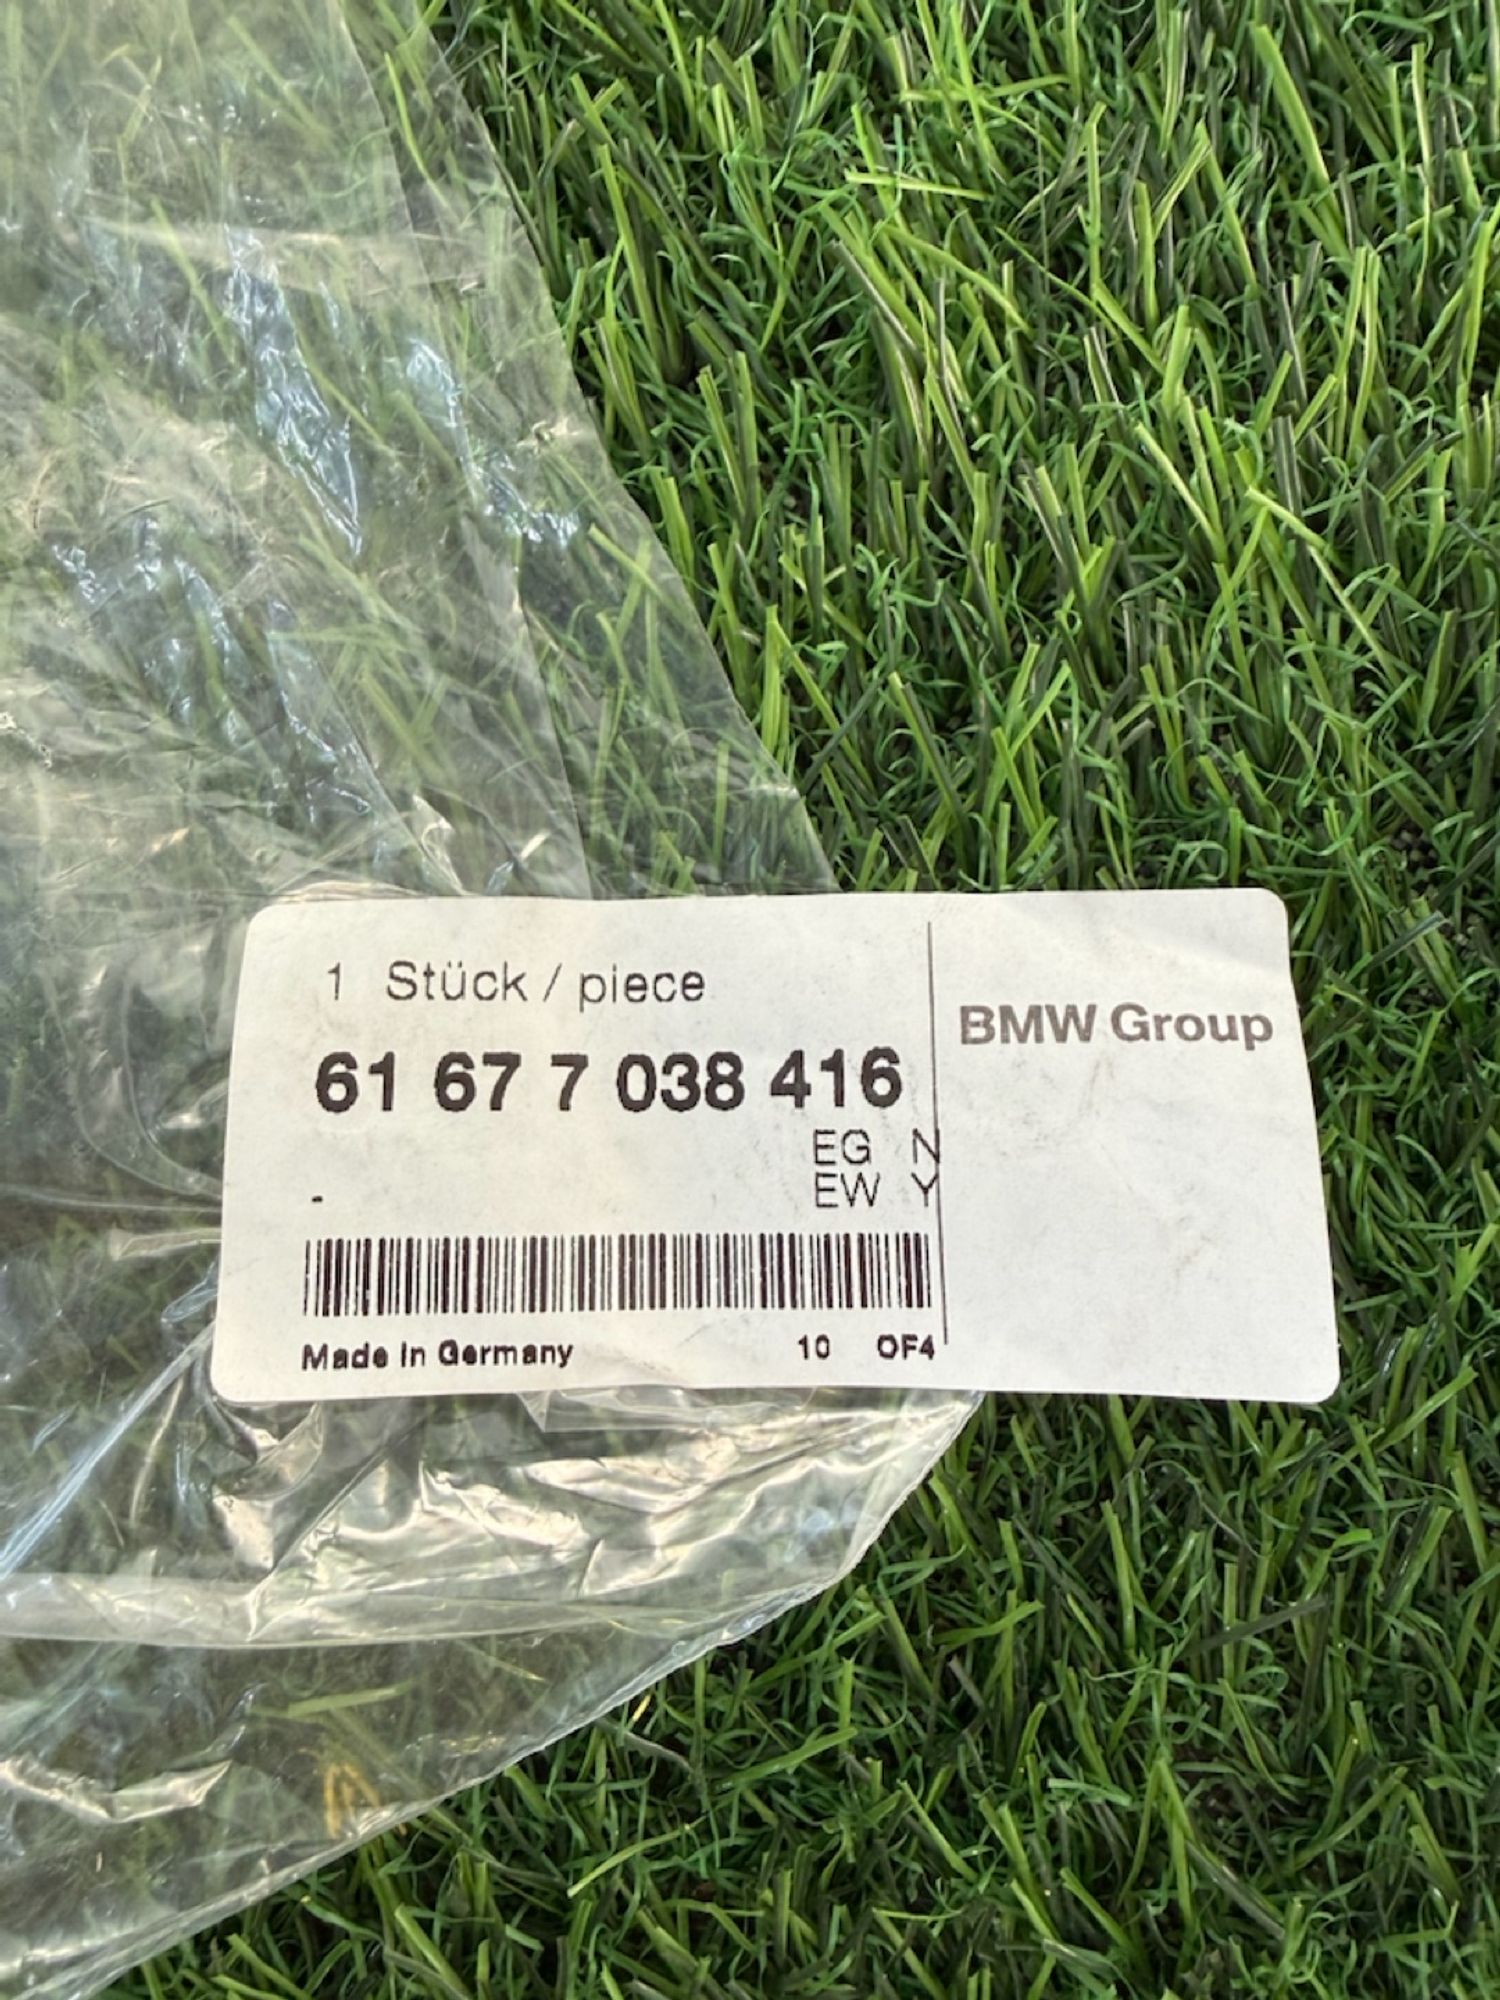 1 Stück / piece
61 67 7 038 416
BMW Group
EG N
- EW Y
Made in Germany 10 OF4